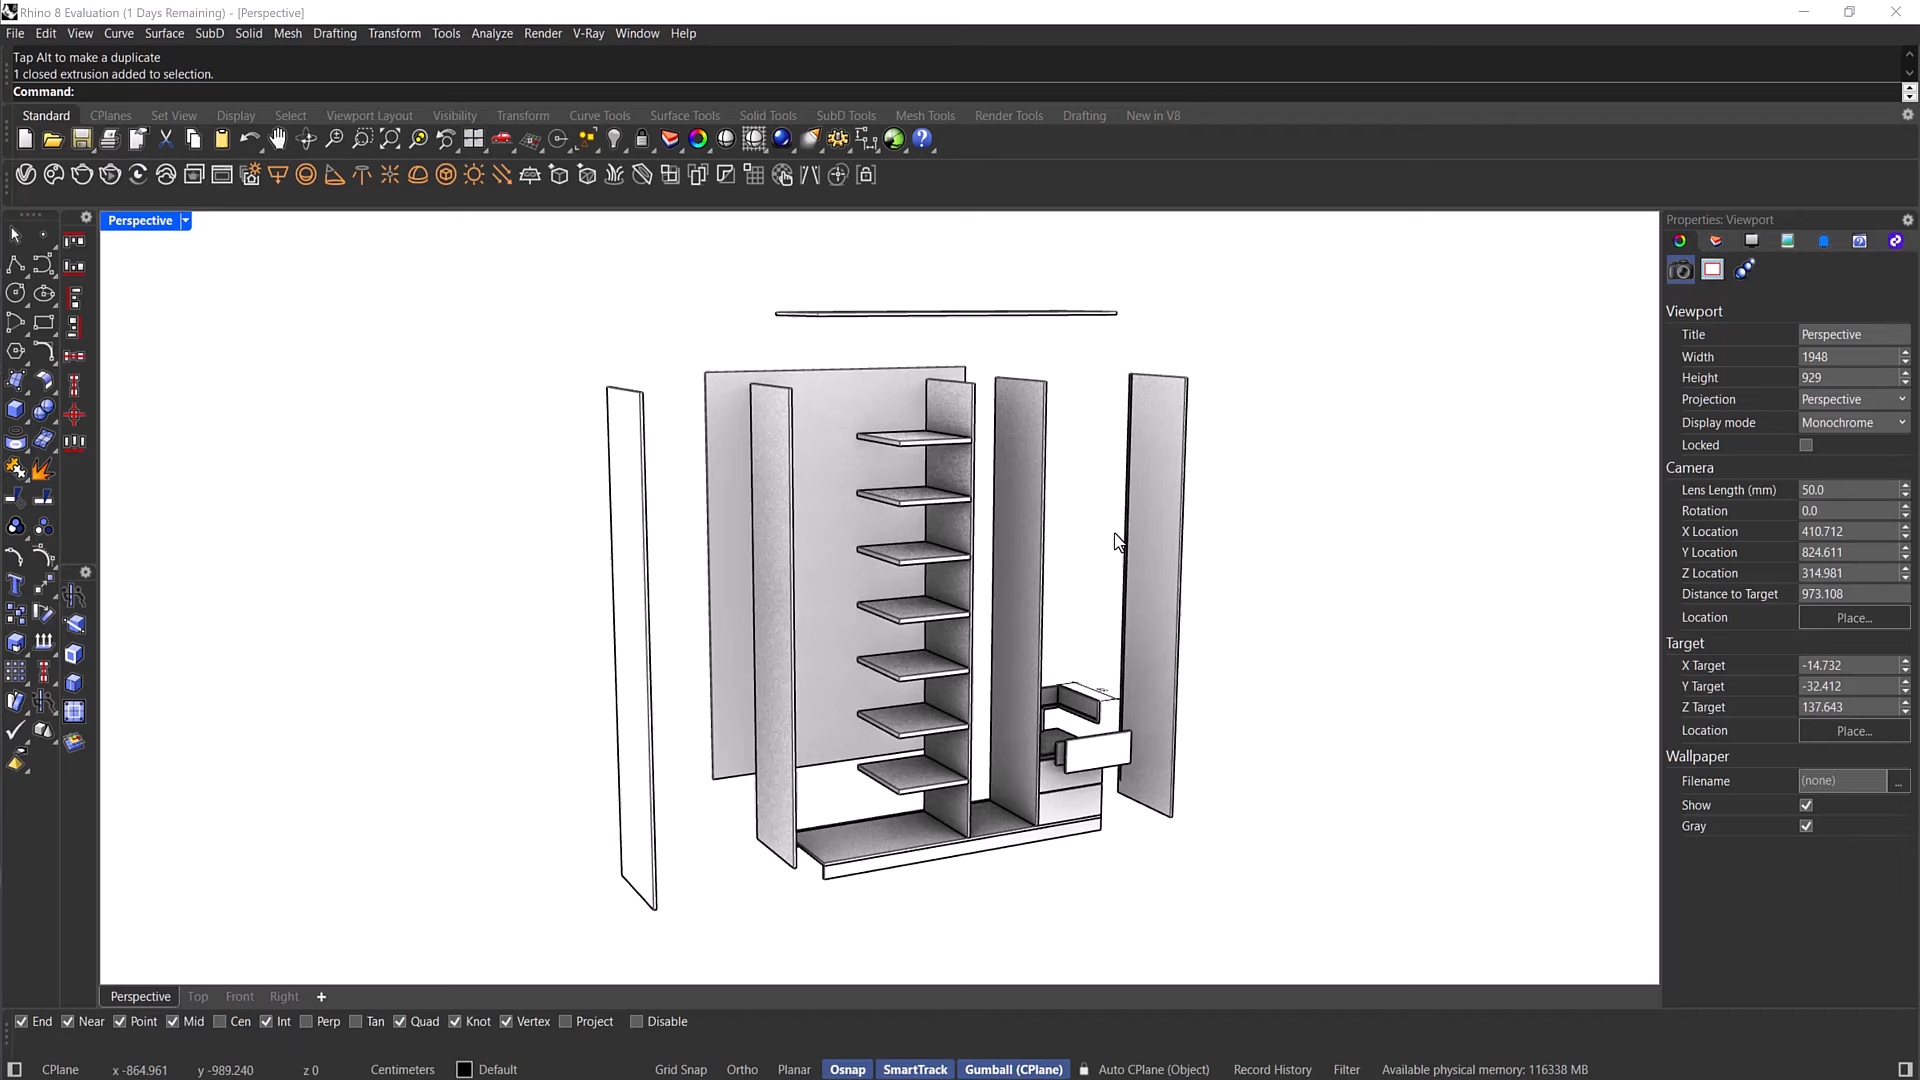 Rhino 8 Evaluation (1 Days Remaining) - [Perspective]
File Edit View Curve Surface SubD Solid Mesh Drafting Transform Tools Analyze Render V-Ray Window Help
Tap Alt to make a duplicate
1 closed extrusion added to selection.
Command:
Standard CPlanes Set View Display Select Viewport Layout Visibility Transform Curve Tools Surface Tools Solid Tools SubD Tools Mesh Tools Render Tools Drafting New in V8
Perspective
Properties: Viewport
Viewport
Title Perspective
Width 1948
Height 929
Projection Perspective
Display mode Monochrome
Locked
Camera
Lens Length (mm) 50.0
Rotation 0.0
X Location 410.712
Y Location 824.611
Z Location 314.981
Distance to Target 973.108
Location Place...
Target
X Target -14.732
Y Target -32.412
Z Target 137.643
Location Place...
Wallpaper
Filename (none) ...
Show
Gray
Perspective Top Front Right
End Near Point Mid Cen Int Perp Tan Quad Knot Vertex Project Disable
CPlane x -864.961 y -989.240 z 0 Centimeters Default Grid Snap Ortho Planar Osnap SmartTrack Gumball (CPlane) Auto CPlane (Object) Record History Filter Available physical memory: 116338 MB